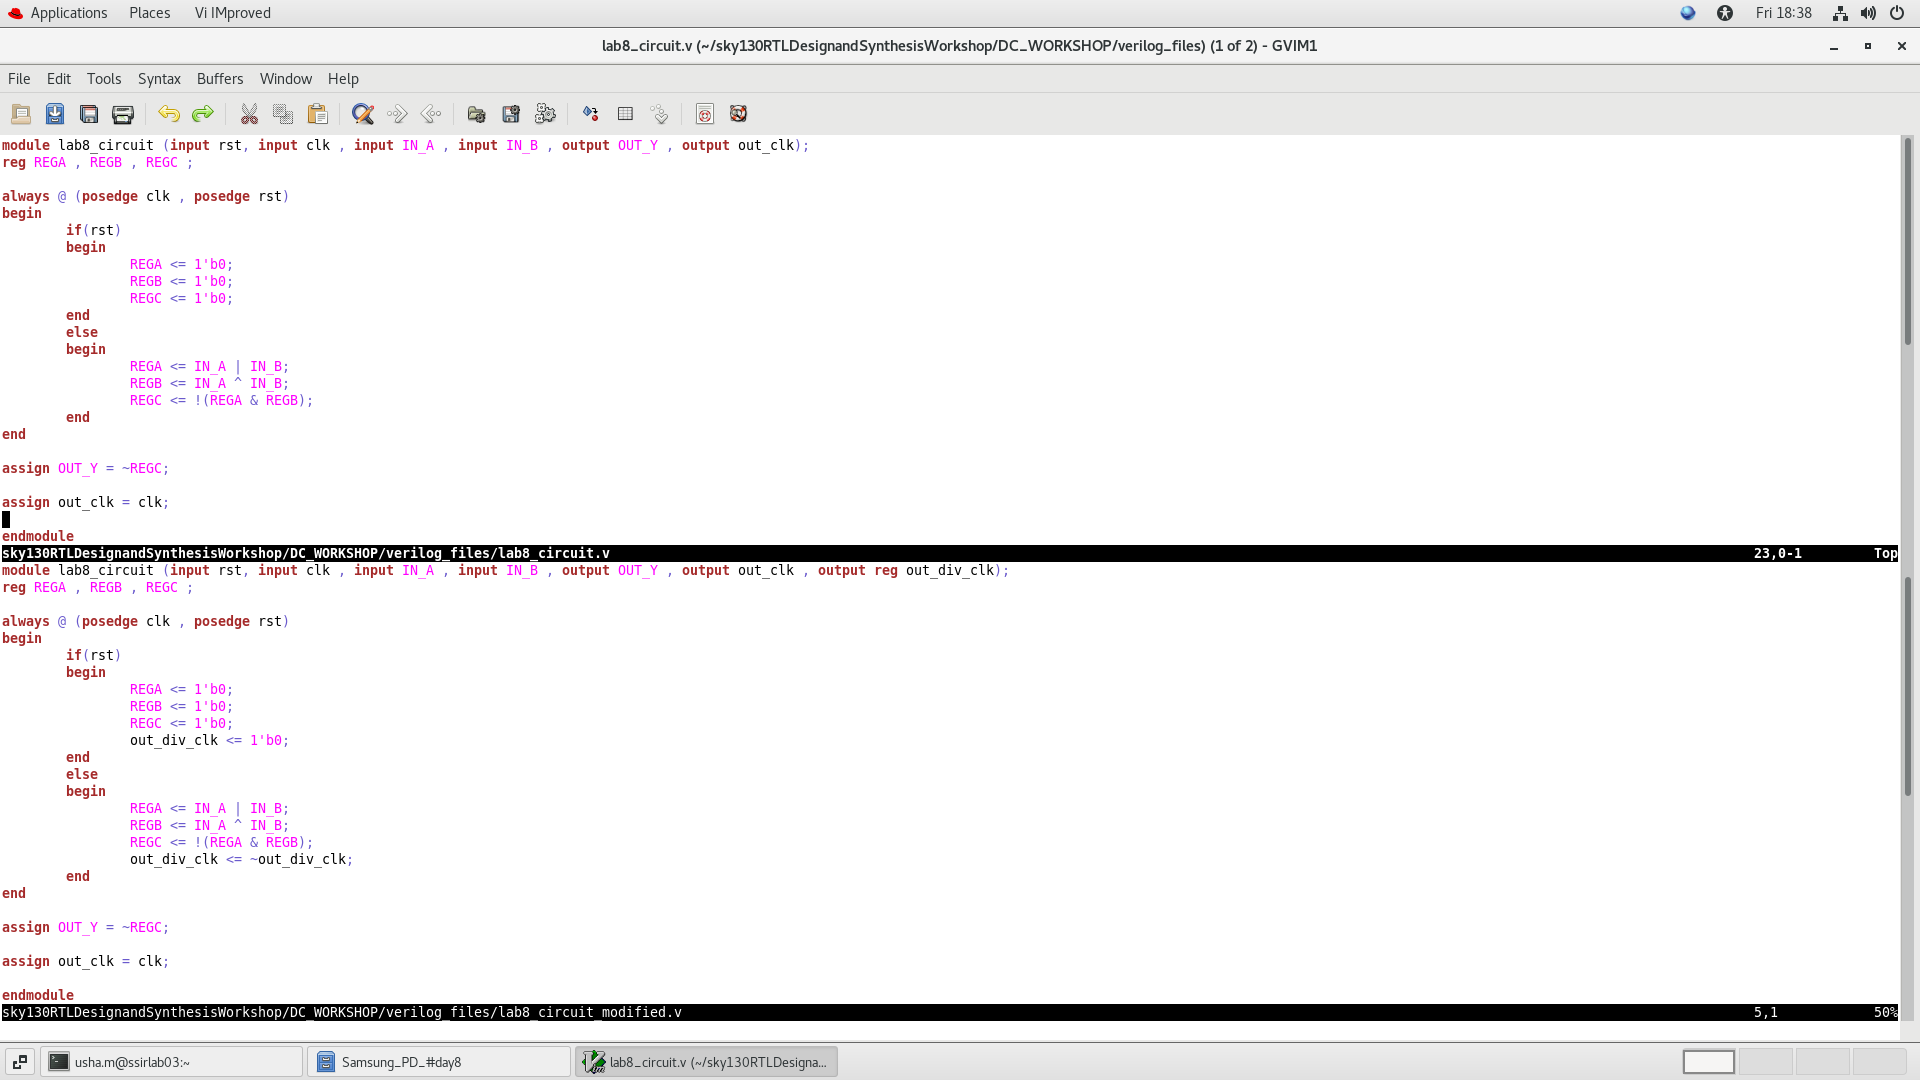 Applications Places Vi IMproved Fri 18:38
lab8_circuit.v (~/sky130RTLDesignandSynthesisWorkshop/DC_WORKSHOP/verilog_files) (1 of 2) - GVIM1
File Edit Tools Syntax Buffers Window Help
module lab8_circuit (input rst, input clk , input IN_A , input IN_B , output OUT_Y , output out_clk);
reg REGA , REGB , REGC ;
always @ (posedge clk , posedge rst)
begin
if(rst)
begin
REGA <= 1'b0;
REGB <= 1'b0;
REGC <= 1'b0;
end
else
begin
REGA <= IN_A | IN_B;
REGB <= IN_A ^ IN_B;
REGC <= !(REGA & REGB);
end
end
assign OUT_Y = ~REGC;
assign out_clk = clk;
endmodule
sky130RTLDesignandSynthesisWorkshop/DC_WORKSHOP/verilog_files/lab8_circuit.v 23,0-1 Top
module lab8_circuit (input rst, input clk , input IN_A , input IN_B , output OUT_Y , output out_clk , output reg out_div_clk);
reg REGA , REGB , REGC ;
always @ (posedge clk , posedge rst)
begin
if(rst)
begin
REGA <= 1'b0;
REGB <= 1'b0;
REGC <= 1'b0;
out_div_clk <= 1'b0;
end
else
begin
REGA <= IN_A | IN_B;
REGB <= IN_A ^ IN_B;
REGC <= !(REGA & REGB);
out_div_clk <= ~out_div_clk;
end
end
assign OUT_Y = ~REGC;
assign out_clk = clk;
endmodule
sky130RTLDesignandSynthesisWorkshop/DC_WORKSHOP/verilog_files/lab8_circuit_modified.v 5,1 50%
usha.m@ssirlab03:~ Samsung_PD_#day8 lab8_circuit.v (~/sky130RTLDesigna...